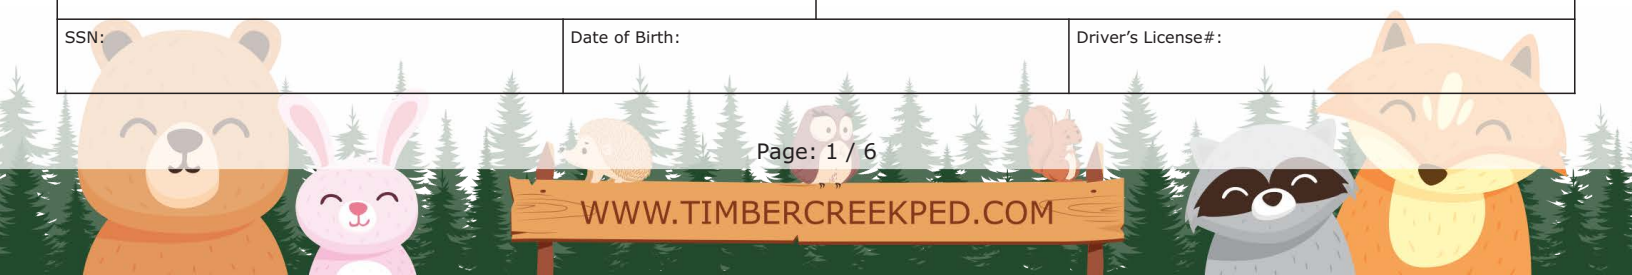 SSN:
Date of Birth:
Driver’s License#:
Page: 1 / 6
WWW.TIMBERCREEKPED.COM